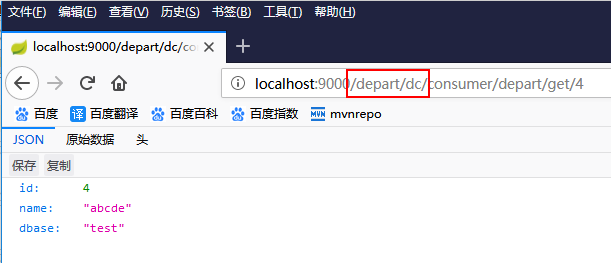 文件(F) 编辑(E) 查看(V) 历史(S) 书签(B) 工具(T) 帮助(H)
localhost:9000/depart/dc/co
localhost:9000/depart/dc/consumer/depart/get/4
百度 译 百度翻译 百度百科 百度指数 MVN mvnrepo
JSON 原始数据 头
保存 复制
id: 4
name: "abcde"
dbase: "test"